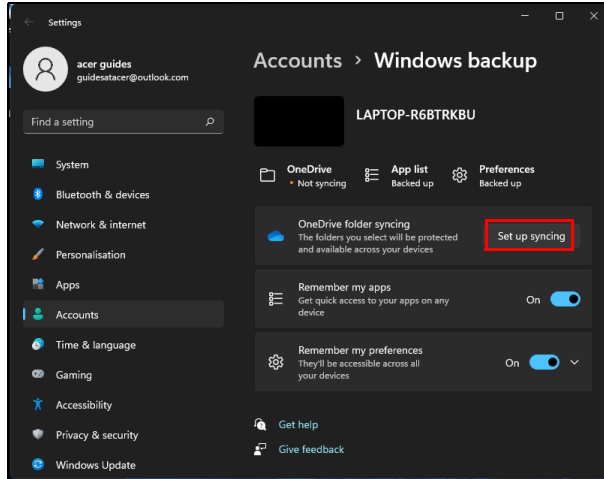 Settings
acer guides
guidesatacer@outlook.com
Find a setting
System
Bluetooth & devices
Network & internet
Personalisation
Apps
Accounts
Time & language
Gaming
Accessibility
Privacy & security
Windows Update
Accounts > Windows backup
LAPTOP-R6BTRKBU
OneDrive
• Not syncing
App list
Backed up
Preferences
Backed up
OneDrive folder syncing
The folders you select will be protected
and available across your devices
Set up syncing
Remember my apps
Get quick access to your apps on any
device
On
Remember my preferences
They'll be accessible across all
your devices
On
Get help
Give feedback